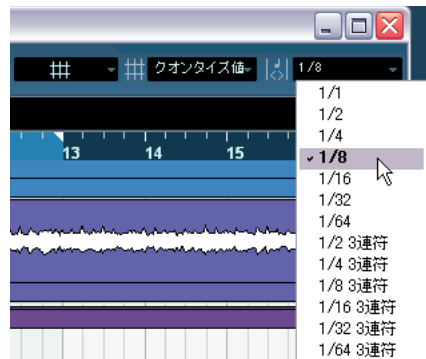 クオンタイズ値 1/8
13 14 15
1/1
1/2
1/4
1/8
1/16
1/32
1/64
1/2 3連符
1/4 3連符
1/8 3連符
1/16 3連符
1/32 3連符
1/64 3連符